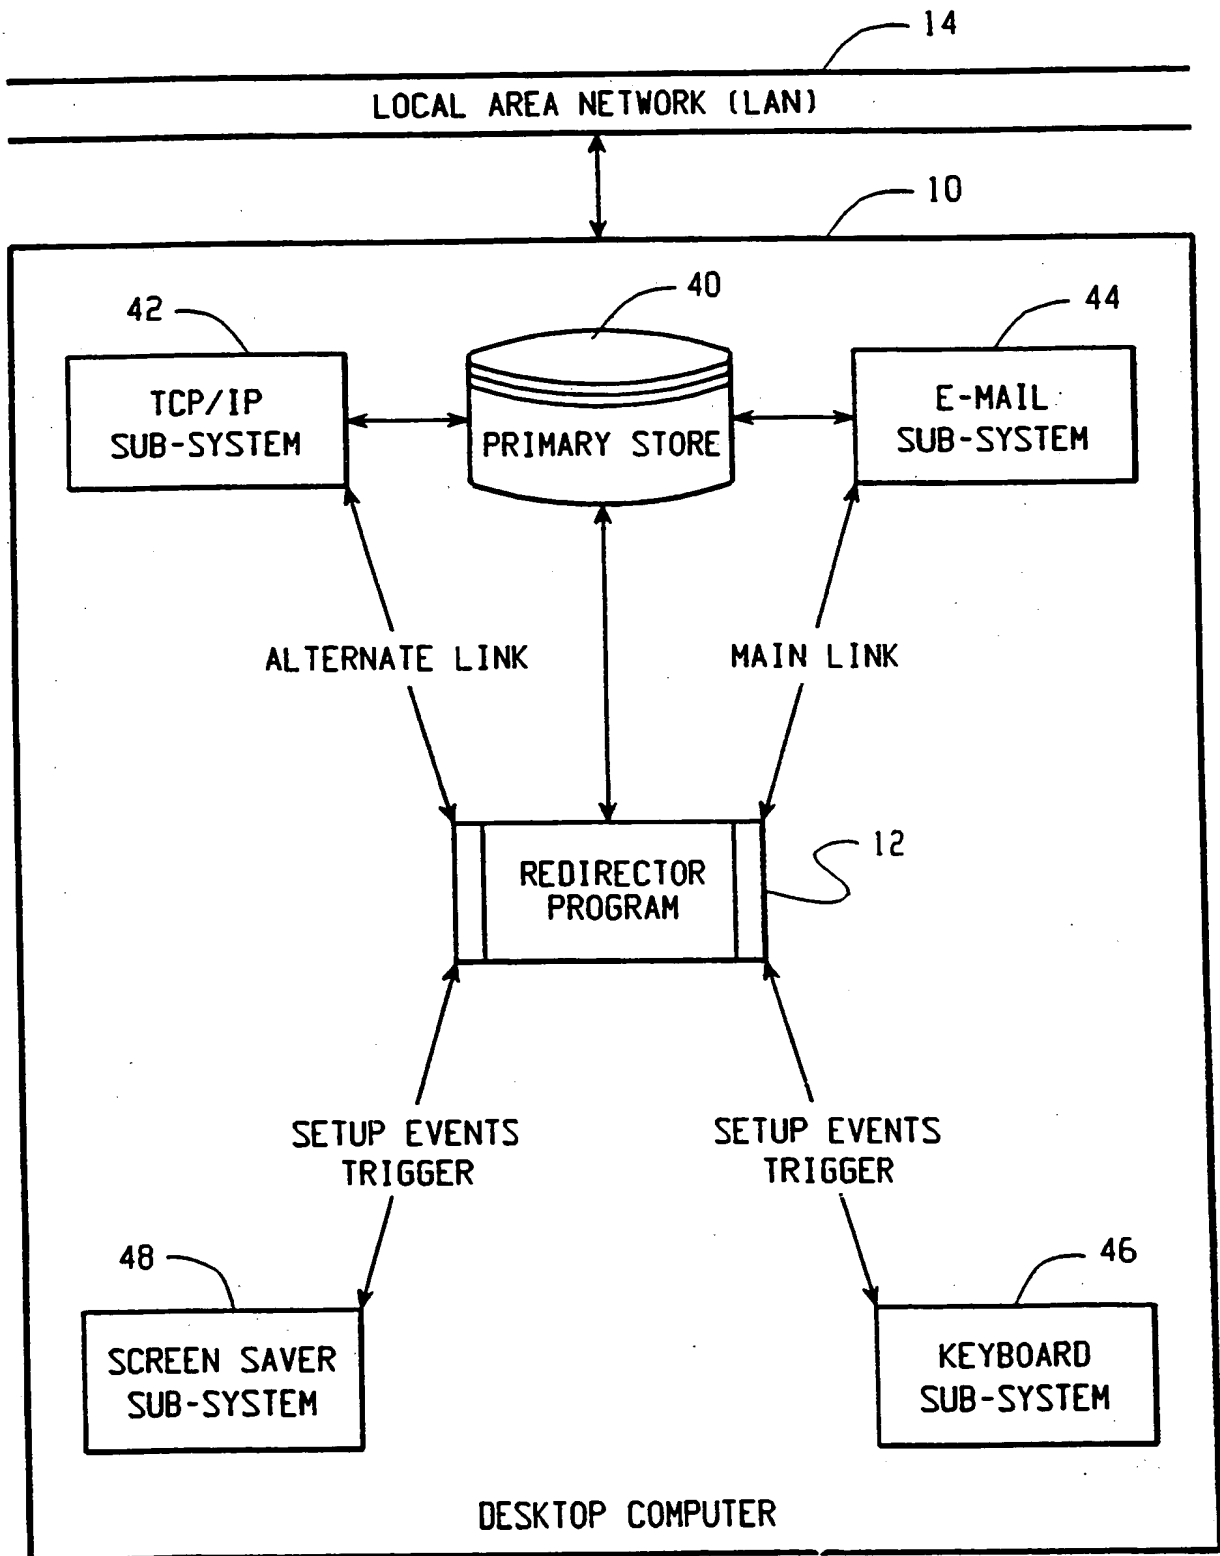 14
LOCAL AREA NETWORK (LAN)
10
42
40
44
TCP/IP
SUB-SYSTEM
PRIMARY STORE
E-MAIL
SUB-SYSTEM
ALTERNATE LINK
MAIN LINK
12
REDIRECTOR
PROGRAM
SETUP EVENTS
TRIGGER
SETUP EVENTS
TRIGGER
48
46
SCREEN SAVER
SUB-SYSTEM
KEYBOARD
SUB-SYSTEM
DESKTOP COMPUTER